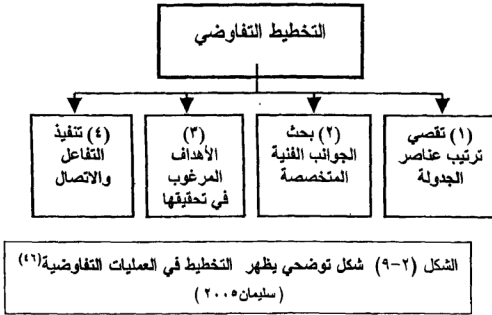 التخطيط التفاوضي
(١) تقصي
ترتيب عناصر
الجدولة
(٢) بحث
الجوانب الفنية
المتخصصة
(٣)
الأهداف
المرغوب
في تحقيقها
(٤) تنفيذ
التفاعل
والاتصال
الشكل (٢-٩) شكل توضحي يظهر التخطيط في العمليات التفاوضية(٤٦)
(سليمان٢٠٠٥)